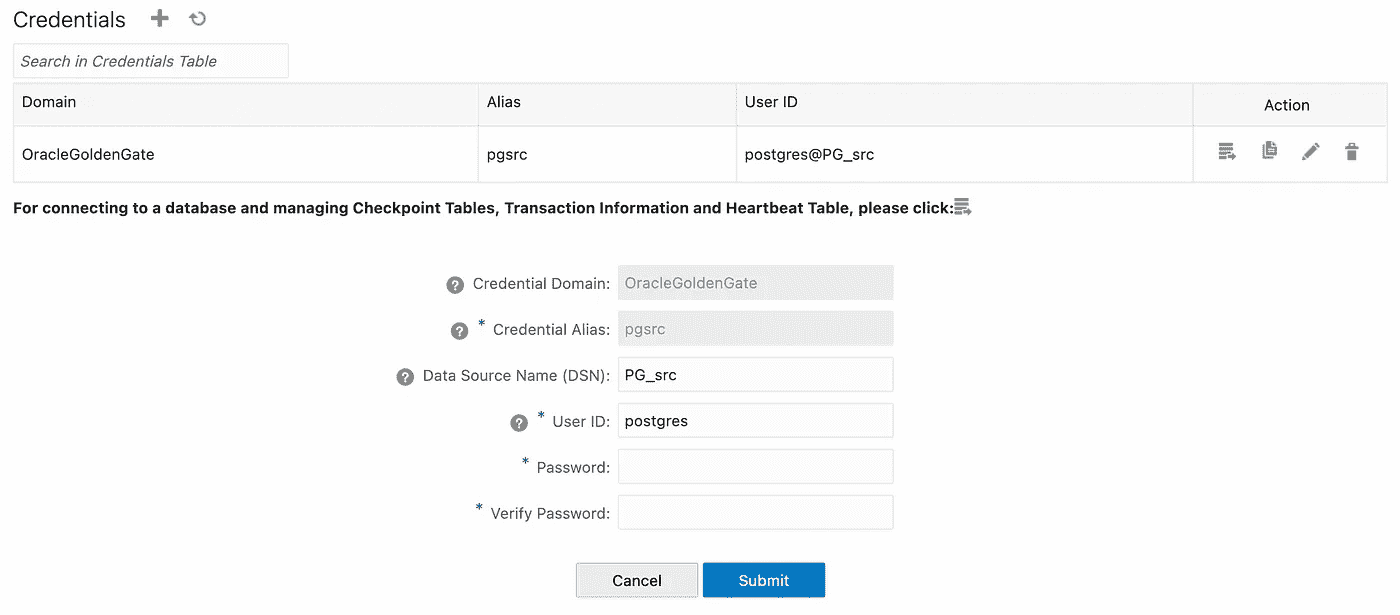 Credentials
Search in Credentials Table
Domain Alias User ID Action
OracleGoldenGate pgsrc postgres@PG_src
For connecting to a database and managing Checkpoint Tables, Transaction Information and Heartbeat Table, please click:
? Credential Domain: OracleGoldenGate
? * Credential Alias: pgsrc
? Data Source Name (DSN): PG_src
? * User ID: postgres
* Password:
* Verify Password:
Cancel Submit